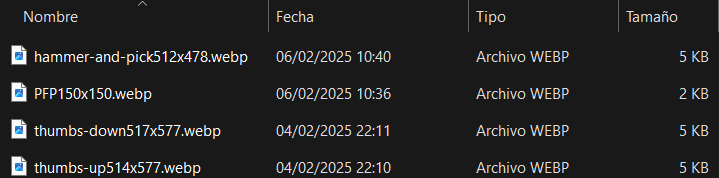 Nombre Fecha Tipo Tamaño
hammer-and-pick512x478.webp 06/02/2025 10:40 Archivo WEBP 5 KB
PFP150x150.webp 06/02/2025 10:36 Archivo WEBP 2 KB
thumbs-down517x577.webp 04/02/2025 22:11 Archivo WEBP 5 KB
thumbs-up514x577.webp 04/02/2025 22:10 Archivo WEBP 5 KB